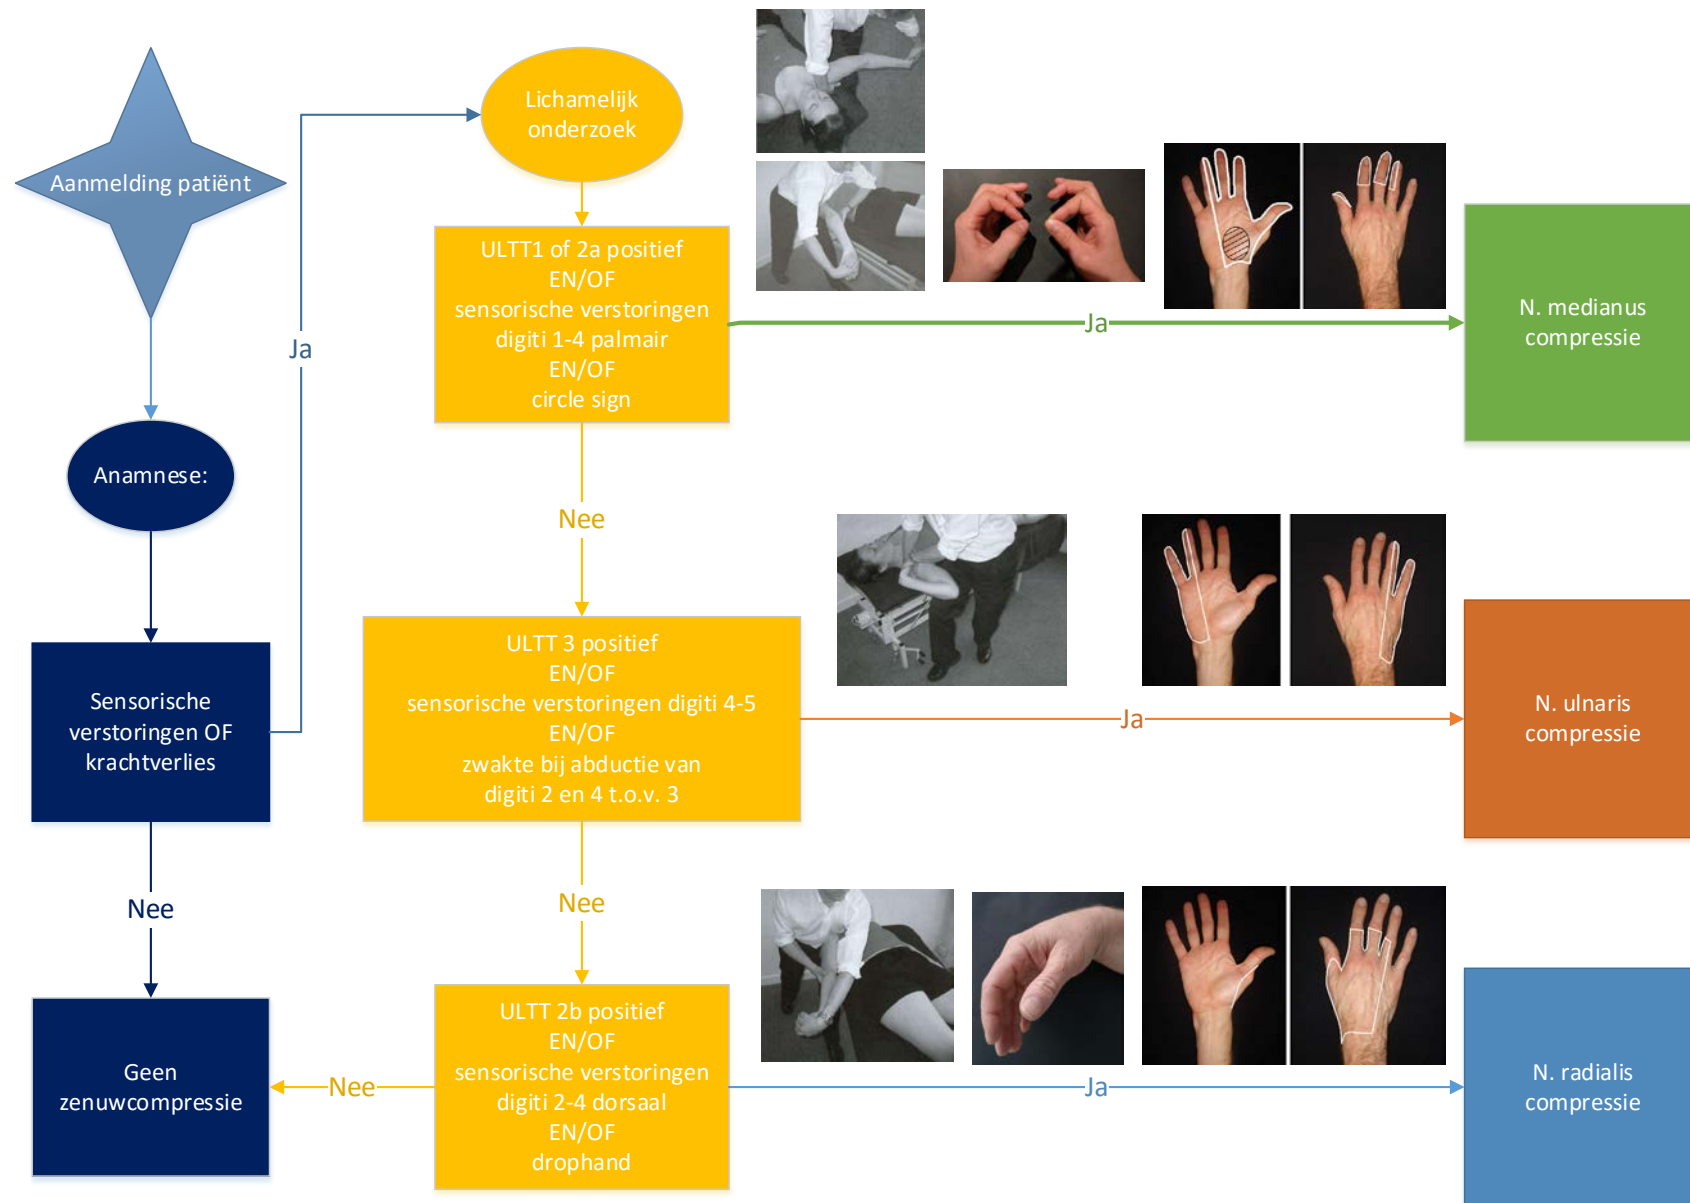 Aanmelding patiënt
Anamnese:
Sensorische
verstoringen OF
krachtverlies
Nee
Geen
zenuwcompressie
Ja
Lichamelijk
onderzoek
ULTT1 of 2a positief
EN/OF
sensorische verstoringen
digiti 1-4 palmair
EN/OF
circle sign
Ja
N. medianus
compressie
Nee
ULTT 3 positief
EN/OF
sensorische verstoringen digiti 4-5
EN/OF
zwakte bij abductie van
digiti 2 en 4 t.o.v. 3
Ja
N. ulnaris
compressie
Nee
ULTT 2b positief
EN/OF
sensorische verstoringen
digiti 2-4 dorsaal
EN/OF
drophand
Nee
Ja
N. radialis
compressie